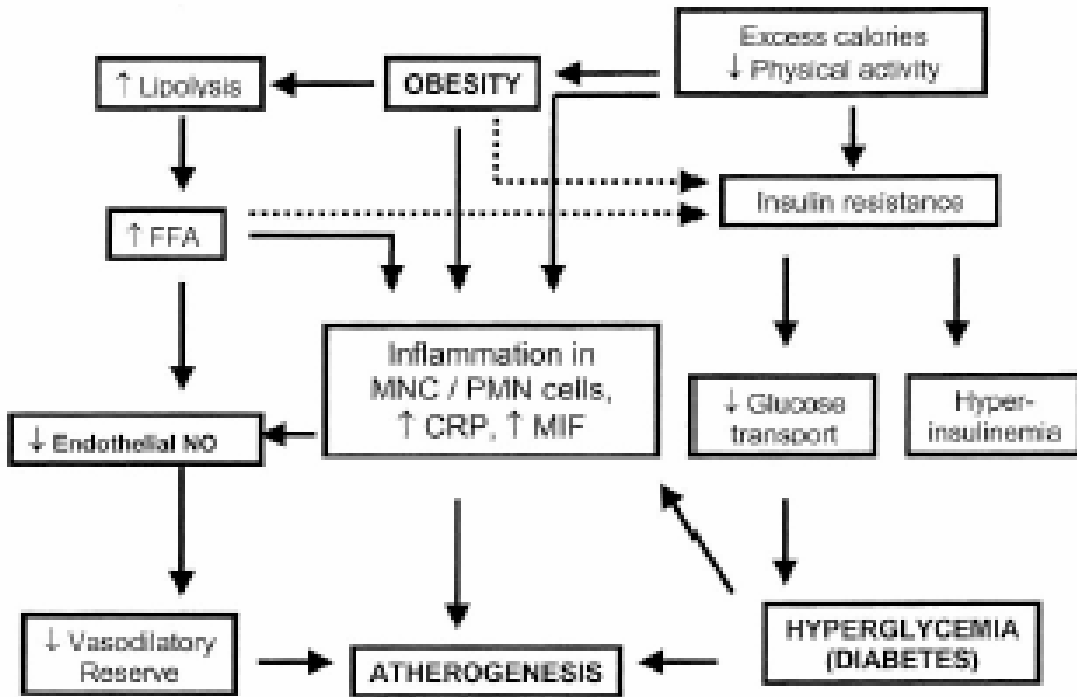 Excess calories
↓ Physical activity
↑ Lipolysis
OBESITY
Insulin resistance
↑ FFA
Inflammation in
MNC / PMN cells,
↑ CRP, ↑ MIF
↓ Glucose
transport
Hyper-
insulinemia
↓ Endothelial NO
↓ Vasodilatory
Reserve
ATHEROGENESIS
HYPERGLYCEMIA
(DIABETES)